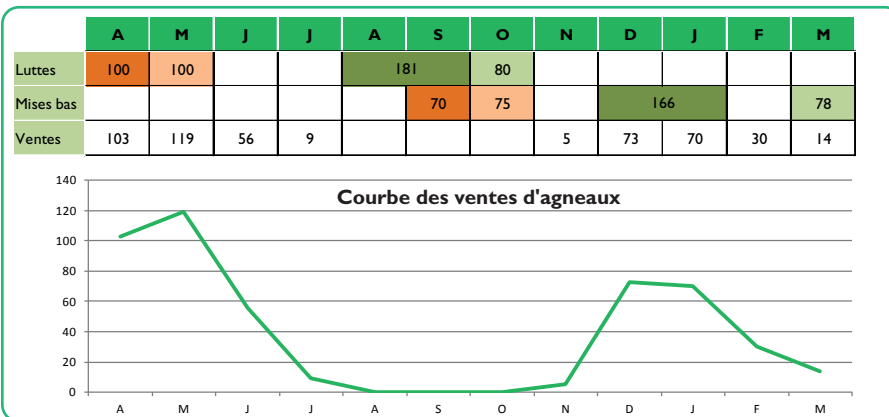 A M J J A S O N D J F M
Luttes 100 100 181 80
Mises bas 70 75 166 78
Ventes 103 119 56 9 5 73 70 30 14
Courbe des ventes d'agneaux
140
120
100
80
60
40
20
0
A M J J A S O N D J F M